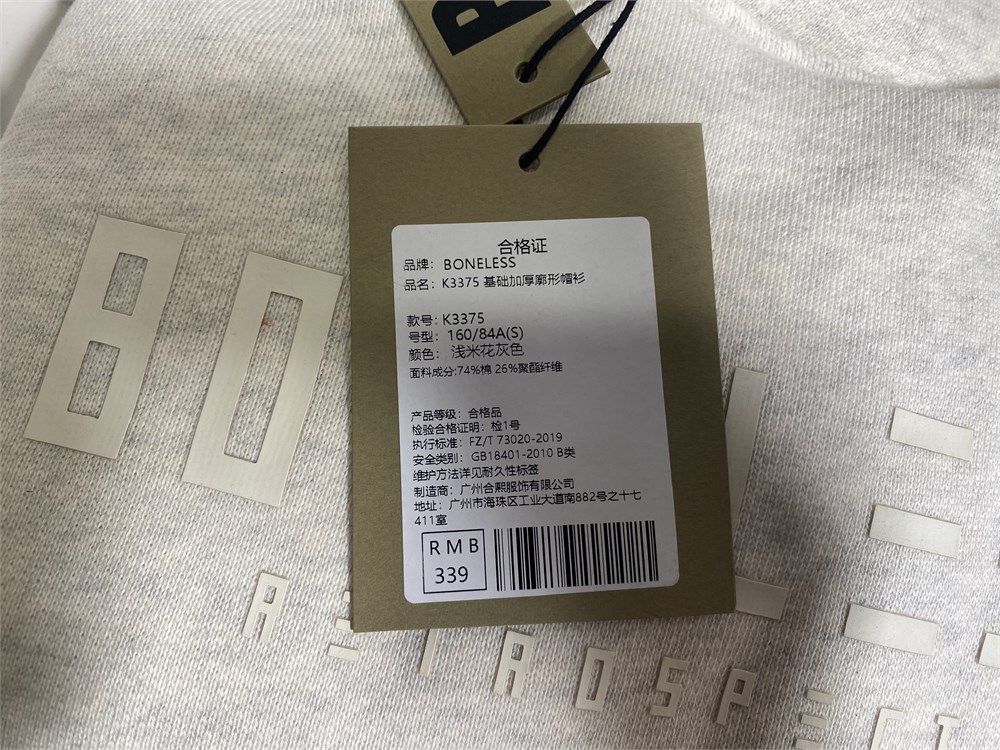 合格证
品牌: BONELESS
品名: K3375 基础加厚廓形帽衫
款号: K3375
号型: 160/84A(S)
颜色: 浅米花灰色
面料成分:74%棉 26%聚酯纤维
产品等级: 合格品
检验合格证明: 检1号
执行标准: FZ/T 73020-2019
安全类别: GB18401-2010 B类
维护方法详见耐久性标签
制造商: 广州合熙服饰有限公司
地址: 广州市海珠区工业大道南882号之十七
411室
RMB
339
BO